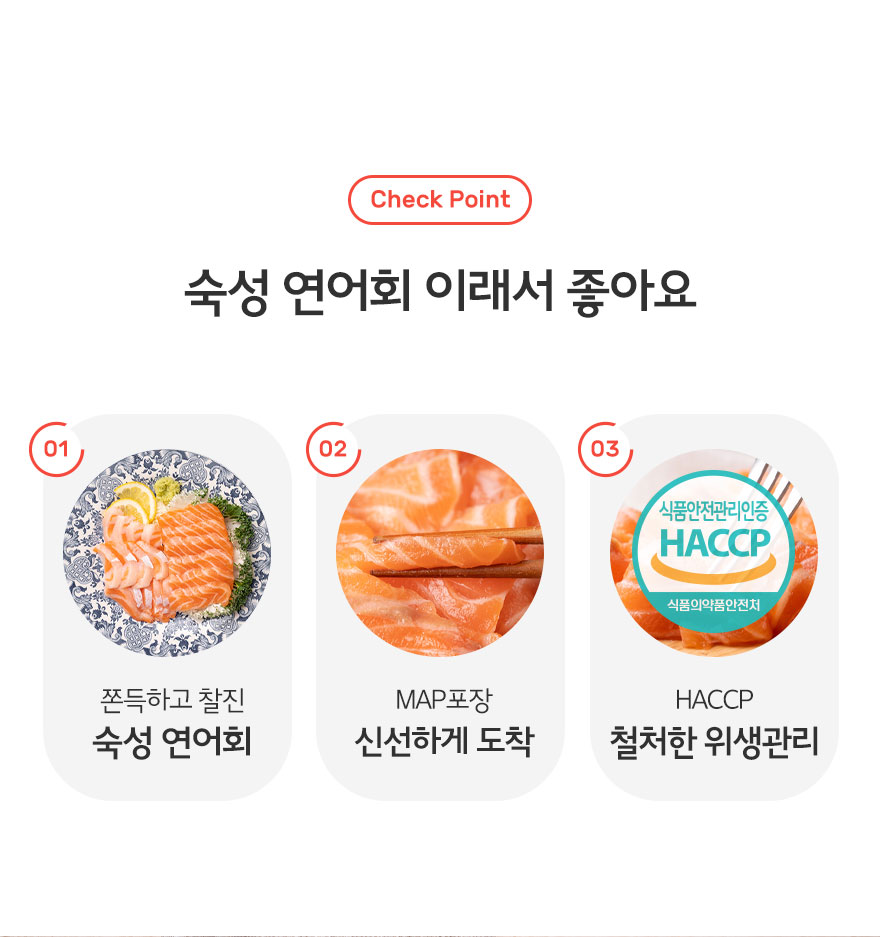 Check Point
숙성 연어회 이래서 좋아요
01
쫀득하고 찰진
숙성 연어회
02
MAP포장
신선하게 도착
03
식품안전관리인증
HACCP
식품의약품안전처
HACCP
철처한 위생관리